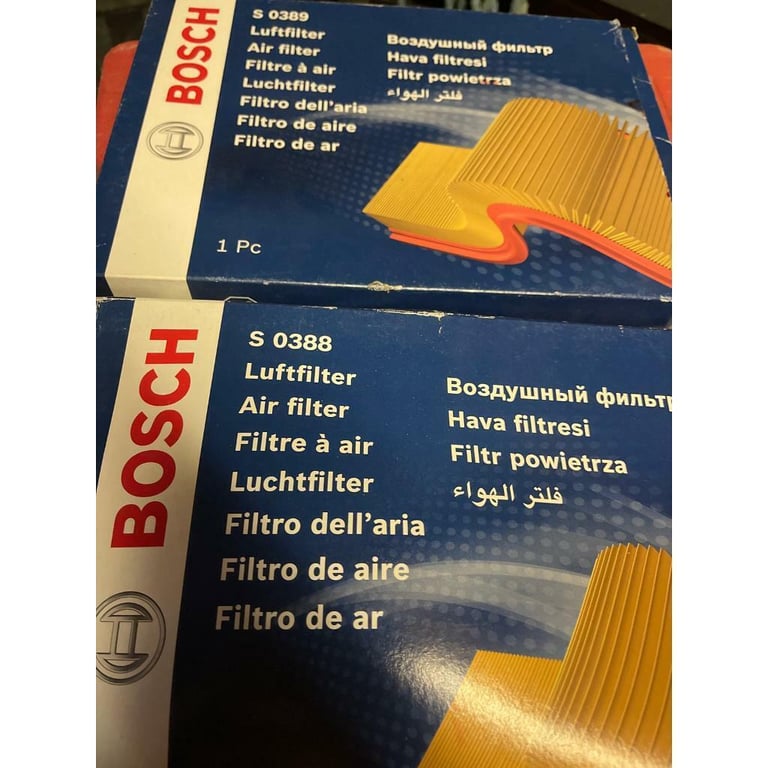 BOSCH
S 0389
Luftfilter
Air filter
Filtre à air
Luchtfilter
Filtro dell'aria
Filtro de aire
Filtro de ar
Воздушный фильтр
Hava filtresi
Filtr powietrza
فلتر الهواء
1 Pc
BOSCH
S 0388
Luftfilter
Air filter
Filtre à air
Luchtfilter
Filtro dell'aria
Filtro de aire
Filtro de ar
Воздушный фильтр
Hava filtresi
Filtr powietrza
فلتر الهواء